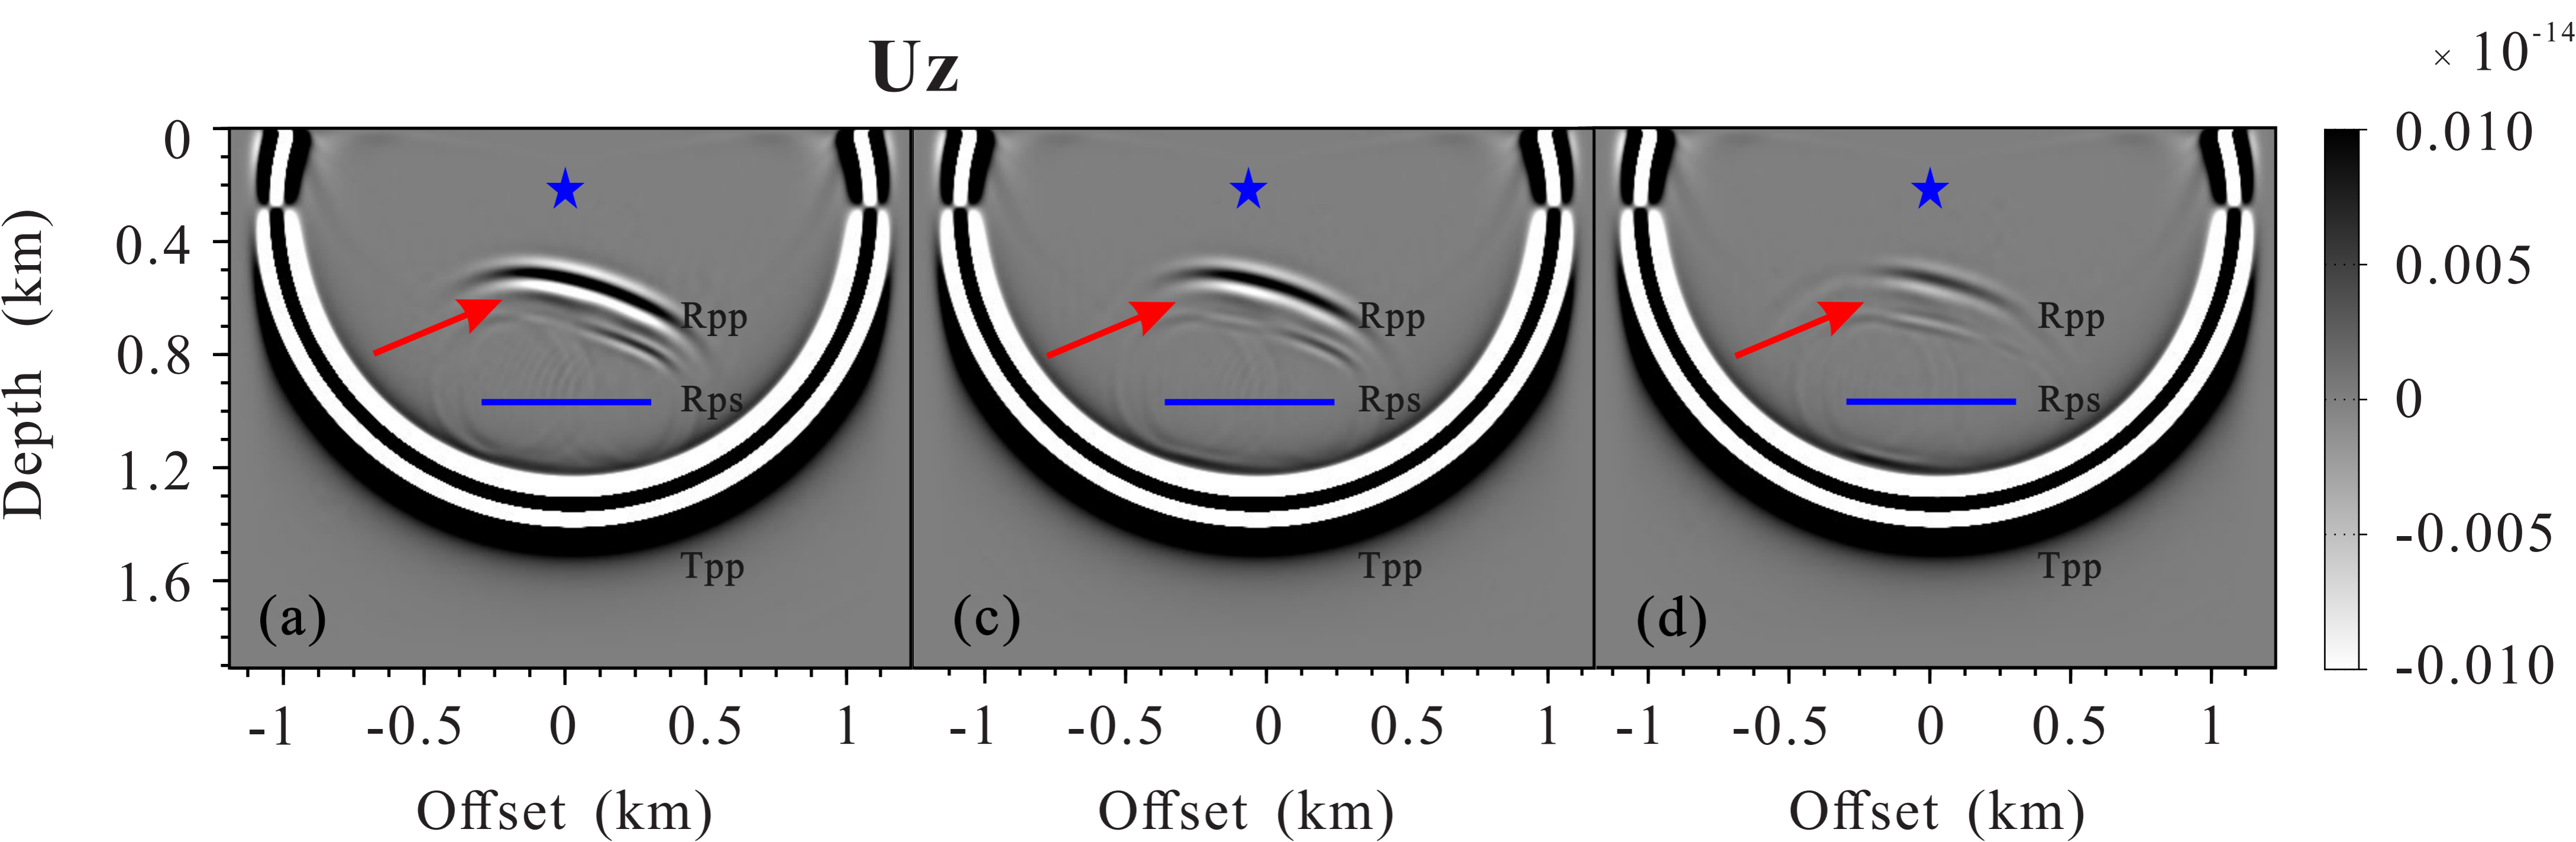 × 10-14
Uz
0
0.4
0.8
1.2
1.6
Depth (km)
Rpp
Rps
Tpp
(a)
Rpp
Rps
Tpp
(c)
Rpp
Rps
Tpp
(d)
0.010
0.005
0
-0.005
-0.010
-1 -0.5 0 0.5 1
-1 -0.5 0 0.5 1
-1 -0.5 0 0.5 1
Offset (km)
Offset (km)
Offset (km)